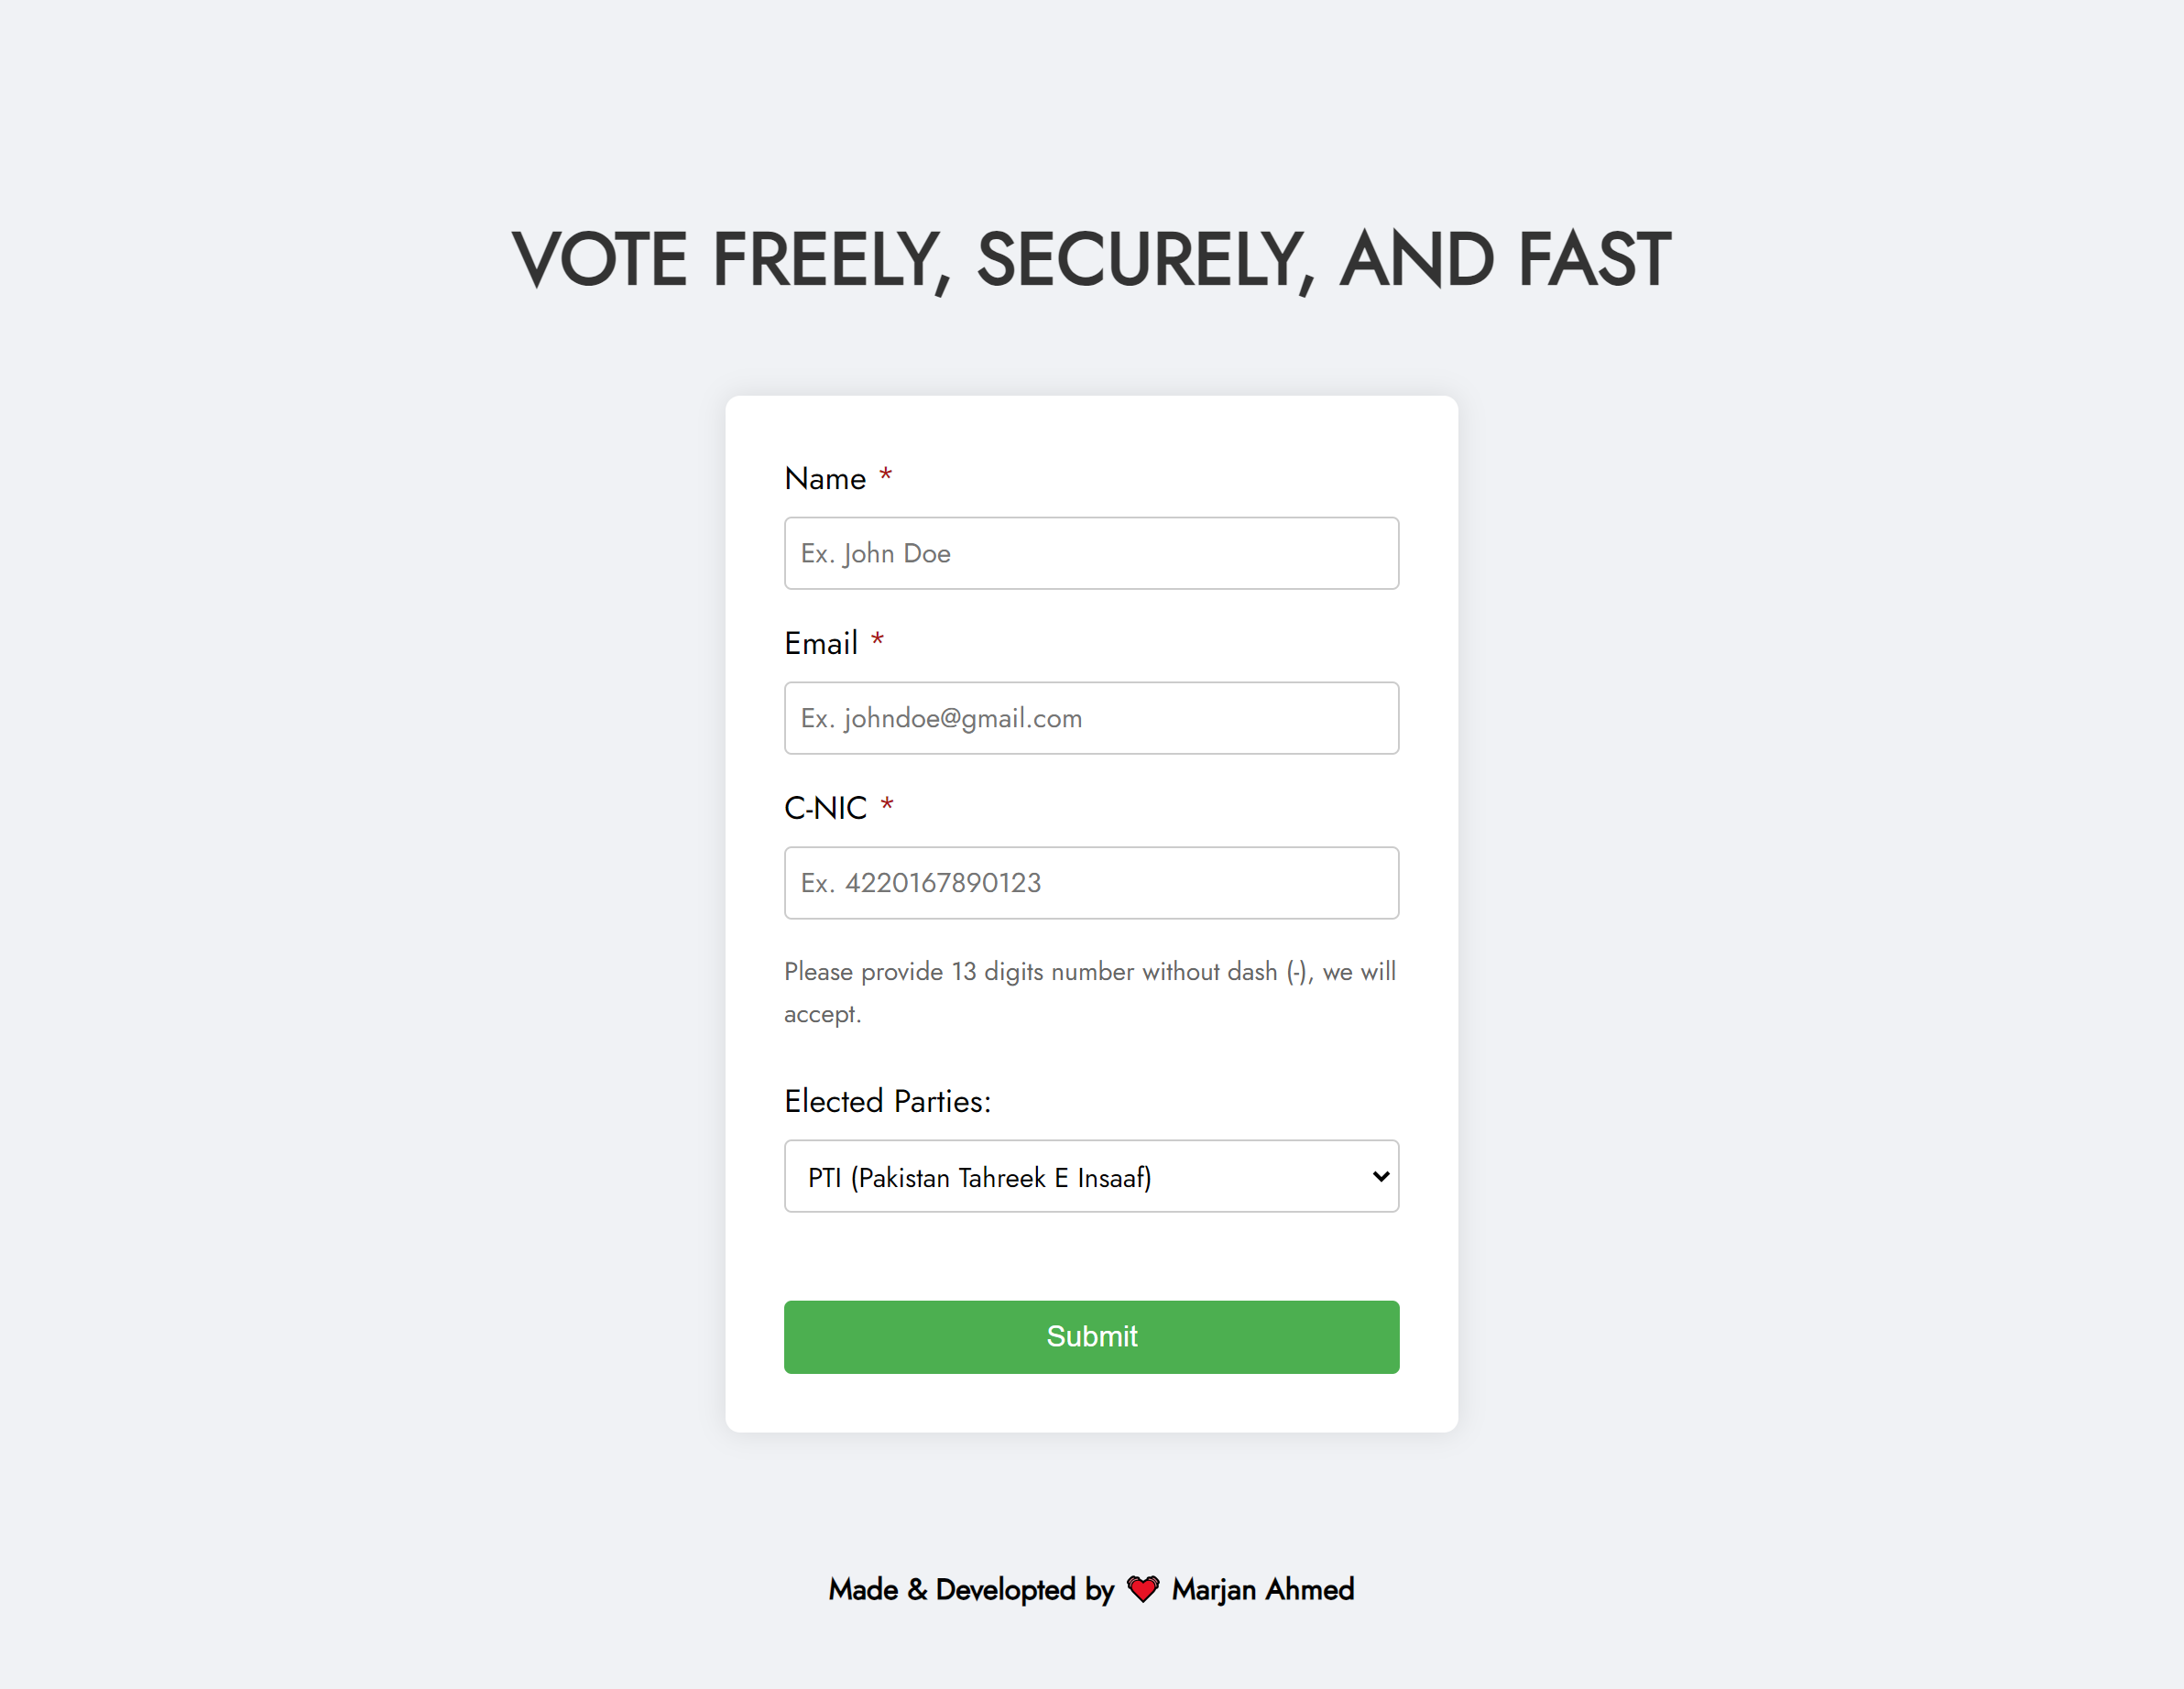 VOTE FREELY, SECURELY, AND FAST
Name *
Ex. John Doe
Email *
Ex. johndoe@gmail.com
C-NIC *
Ex. 4220167890123
Please provide 13 digits number without dash (-), we will
accept.
Elected Parties:
PTI (Pakistan Tahreek E Insaaf)
Submit
Made & Developted by 💓 Marjan Ahmed